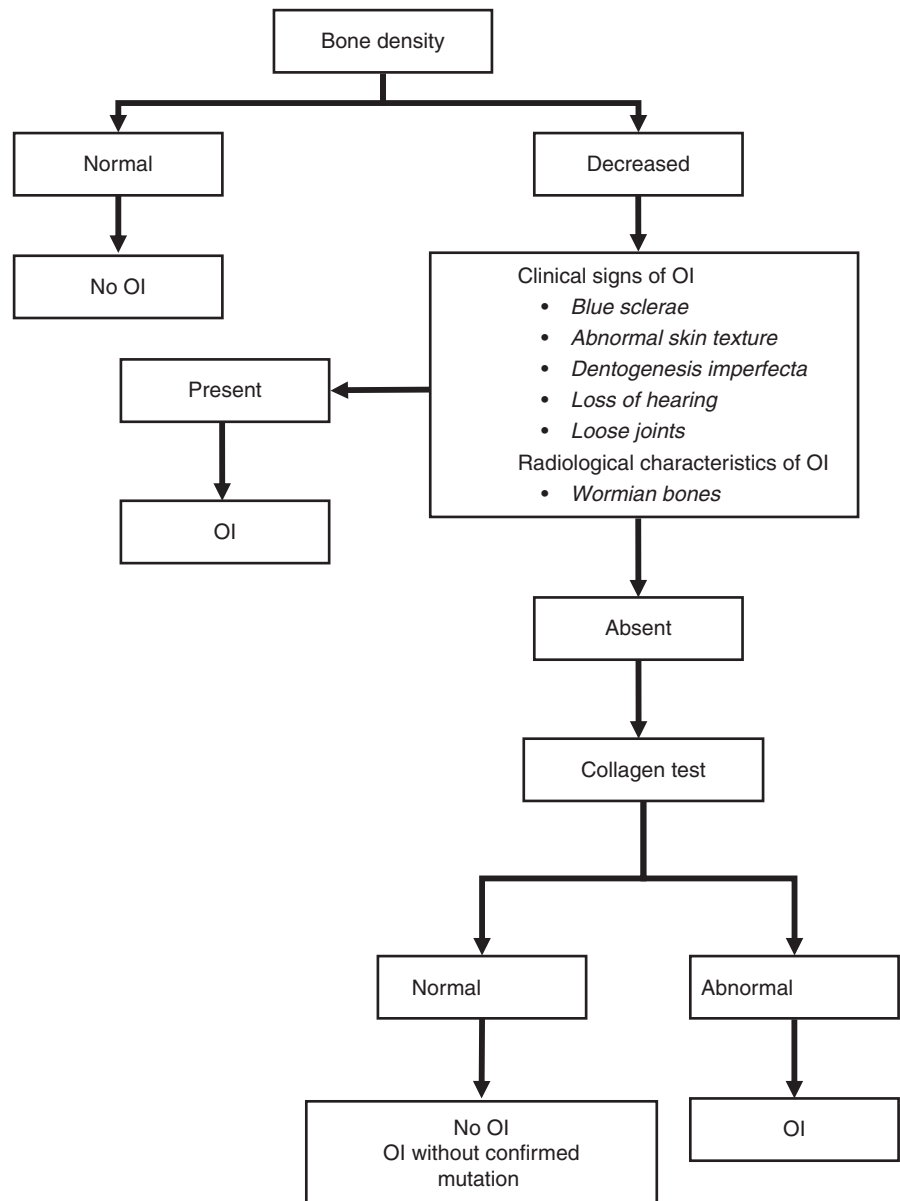 Bone density
Normal
Decreased
No OI
Clinical signs of OI
• Blue sclerae
• Abnormal skin texture
• Dentogenesis imperfecta
• Loss of hearing
• Loose joints
Radiological characteristics of OI
• Wormian bones
Present
OI
Absent
Collagen test
Normal
Abnormal
No OI
OI without confirmed
mutation
OI